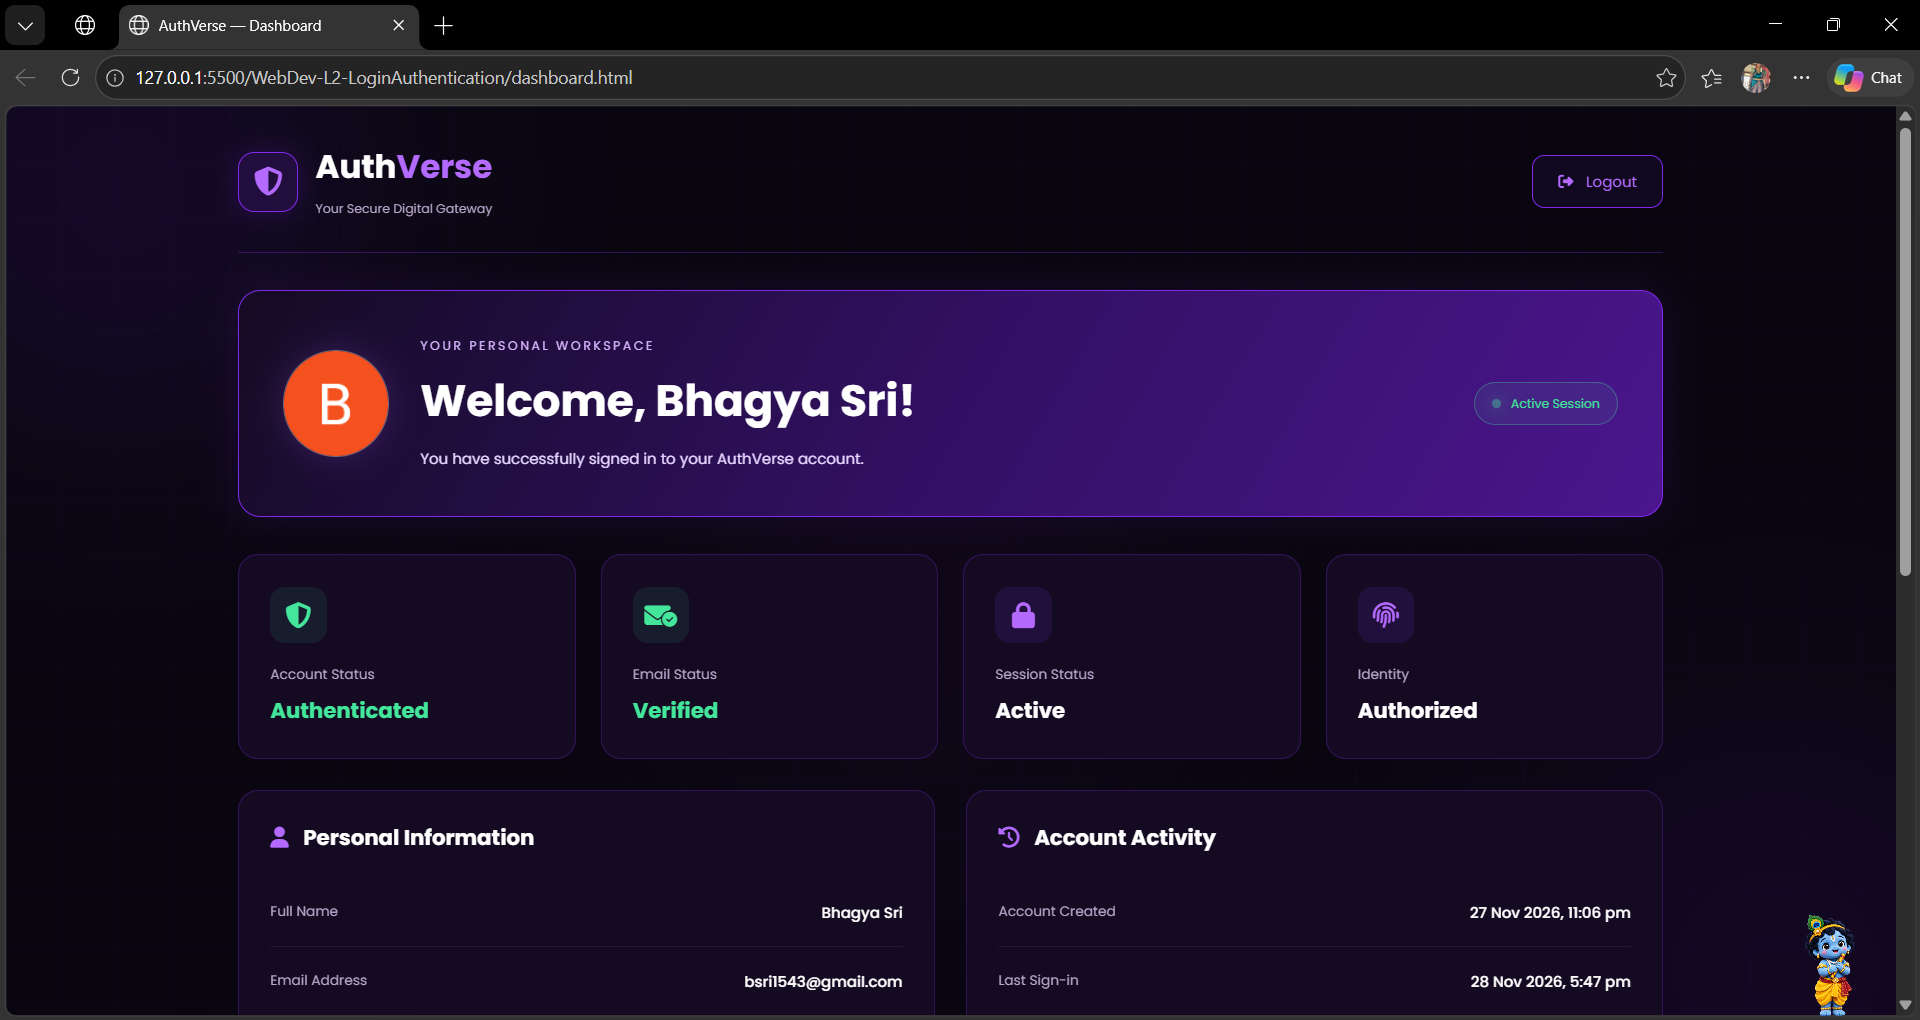 AuthVerse — Dashboard
127.0.0.1:5500/WebDev-L2-LoginAuthentication/dashboard.html
Chat
AuthVerse
Your Secure Digital Gateway
Logout
YOUR PERSONAL WORKSPACE
B
Welcome, Bhagya Sri!
Active Session
You have successfully signed in to your AuthVerse account.
Account Status
Authenticated
Email Status
Verified
Session Status
Active
Identity
Authorized
Personal Information
Full Name Bhagya Sri
Email Address bsri1543@gmail.com
Account Activity
Account Created 27 Nov 2026, 11:06 pm
Last Sign-in 28 Nov 2026, 5:47 pm